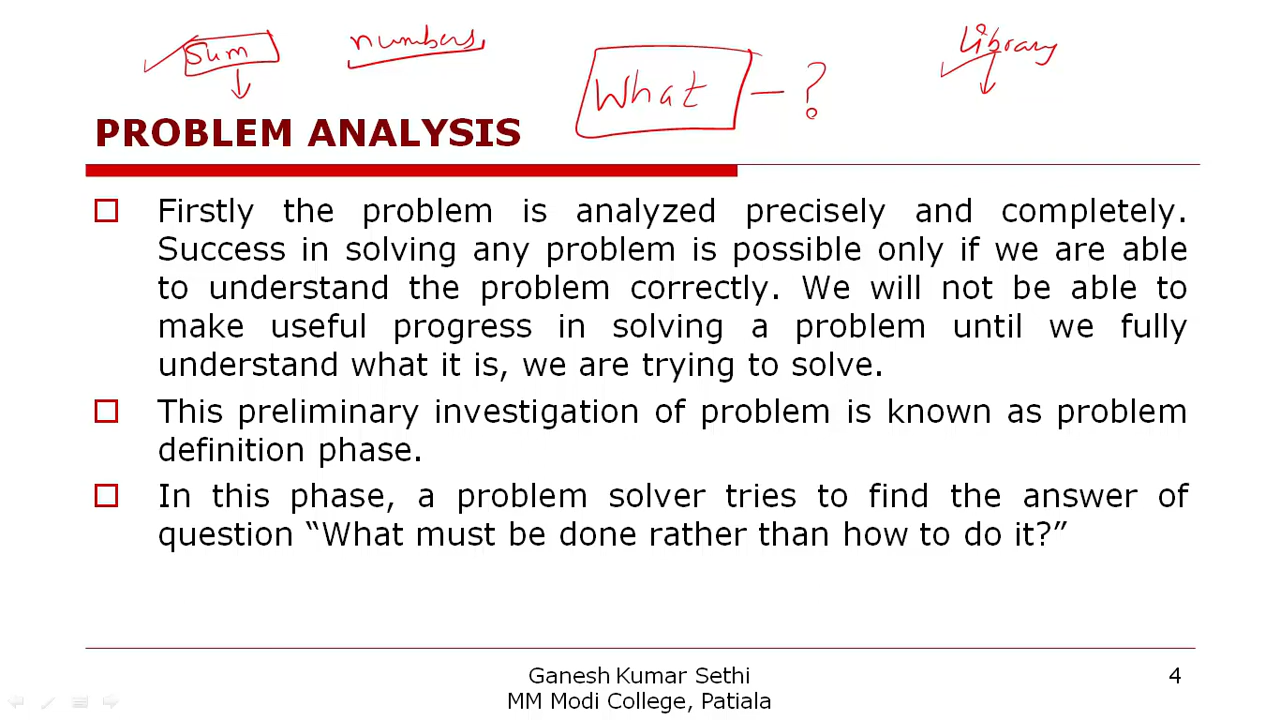 Sum numbers What - ? Library
PROBLEM ANALYSIS
Firstly the problem is analyzed precisely and completely.
Success in solving any problem is possible only if we are able
to understand the problem correctly. We will not be able to
make useful progress in solving a problem until we fully
understand what it is, we are trying to solve.
This preliminary investigation of problem is known as problem
definition phase.
In this phase, a problem solver tries to find the answer of
question “What must be done rather than how to do it?”
Ganesh Kumar Sethi 4
MM Modi College, Patiala